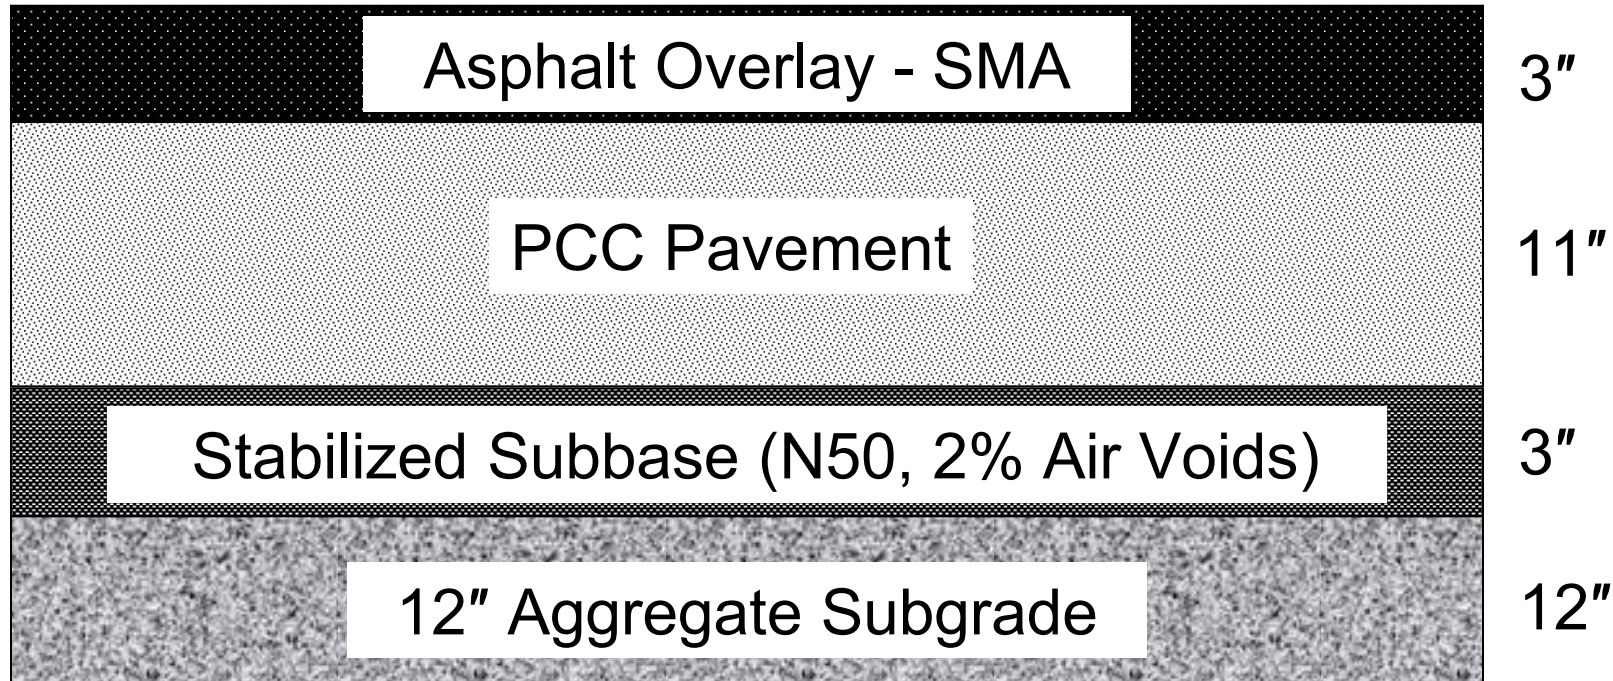 Asphalt Overlay - SMA
3″
PCC Pavement
11″
Stabilized Subbase (N50, 2% Air Voids)
3″
12″ Aggregate Subgrade
12″